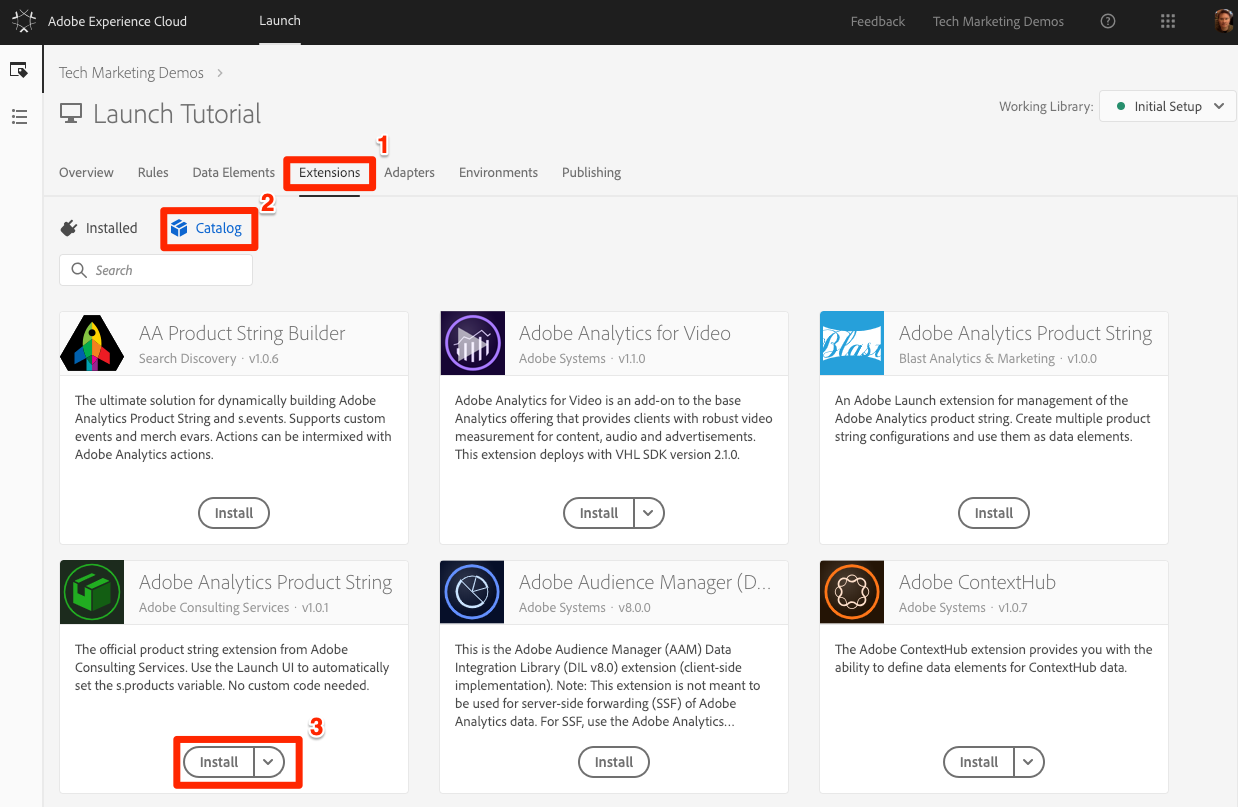 Adobe Experience Cloud
Launch
Feedback
Tech Marketing Demos
?
Tech Marketing Demos >
Launch Tutorial
Working Library:
Initial Setup
1
Overview
Rules
Data Elements
Extensions
Adapters
Environments
Publishing
2
Installed
Catalog
Search
AA Product String Builder
Search Discovery · v1.0.6
The ultimate solution for dynamically building Adobe
Analytics Product String and s.events. Supports custom
events and merch evars. Actions can be intermixed with
Adobe Analytics actions.
Install
Adobe Analytics for Video
Adobe Systems · v1.1.0
Adobe Analytics for Video is an add-on to the base
Analytics offering that provides clients with robust video
measurement for content, audio and advertisements.
This extension deploys with VHL SDK version 2.1.0.
Install
Blast
Adobe Analytics Product String
Blast Analytics & Marketing · v1.0.0
An Adobe Launch extension for management of the
Adobe Analytics product string. Create multiple product
string configurations and use them as data elements.
Install
Adobe Analytics Product String
Adobe Consulting Services · v1.0.1
The official product string extension from Adobe
Consulting Services. Use the Launch UI to automatically
set the s.products variable. No custom code needed.
3
Install
Adobe Audience Manager (D...
Adobe Systems · v8.0.0
This is the Adobe Audience Manager (AAM) Data
Integration Library (DIL v8.0) extension (client-side
implementation). Note: This extension is not meant to
be used for server-side forwarding (SSF) of Adobe
Analytics data. For SSF, use the Adobe Analytics...
Install
Adobe ContextHub
Adobe Systems · v1.0.7
The Adobe ContextHub extension provides you with the
ability to define data elements for ContextHub data.
Install